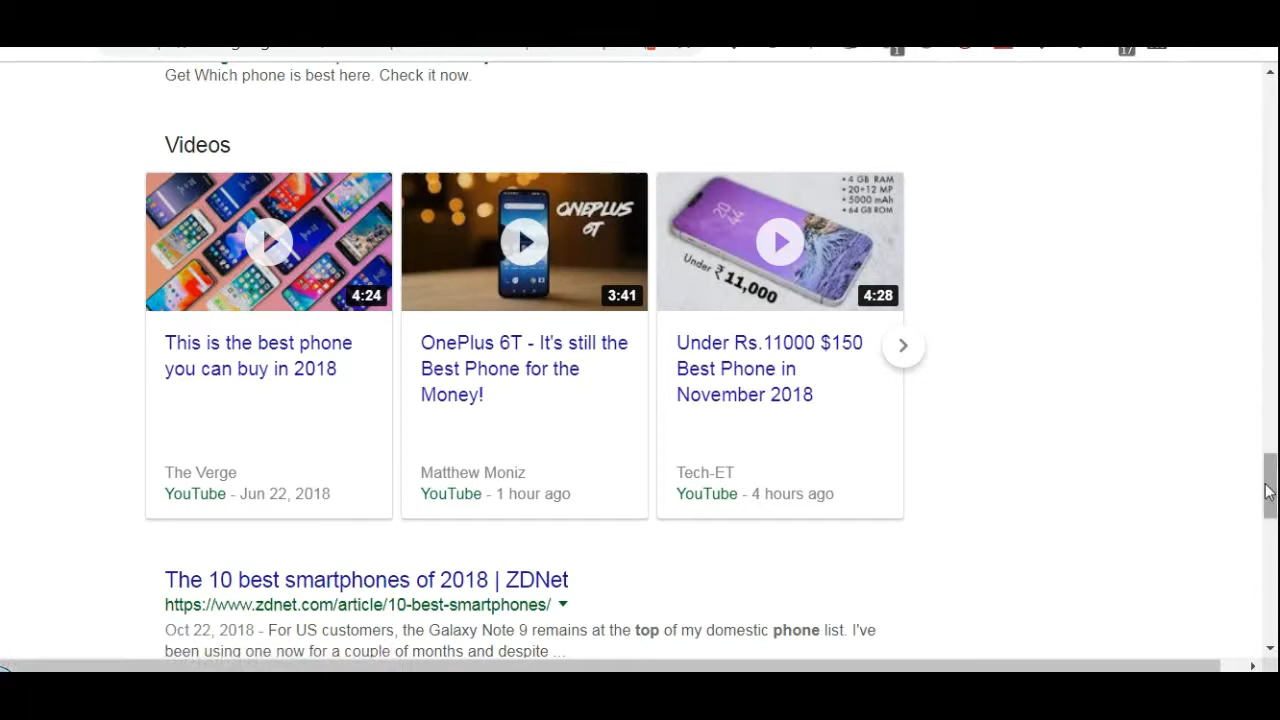 1
17
Get Which phone is best here. Check it now.
Videos
4:24
ONEPLUS
6T
3:41
• 4 GB RAM
• 20+12 MP
• 5000 mAh
• 64 GB ROM
20
44
Under ₹ 11,000
4:28
This is the best phone
you can buy in 2018
The Verge
YouTube - Jun 22, 2018
OnePlus 6T - It's still the
Best Phone for the
Money!
Matthew Moniz
YouTube - 1 hour ago
Under Rs.11000 $150
Best Phone in
November 2018
Tech-ET
YouTube - 4 hours ago
The 10 best smartphones of 2018 | ZDNet
https://www.zdnet.com/article/10-best-smartphones/
Oct 22, 2018 - For US customers, the Galaxy Note 9 remains at the top of my domestic phone list. I've
been using one now for a couple of months and despite ...